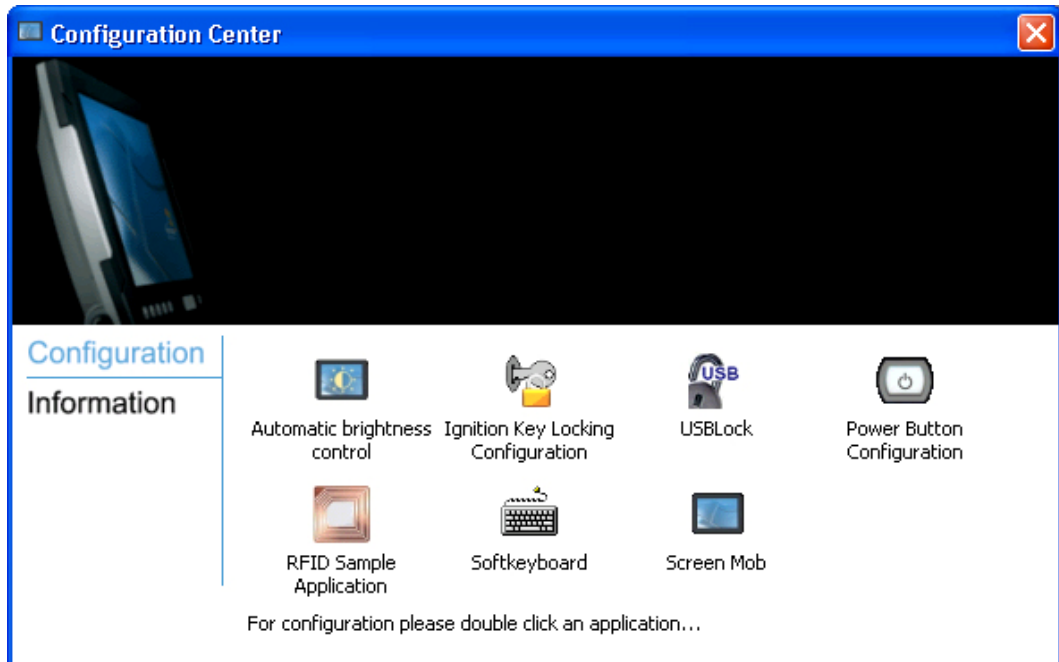 Configuration Center
Configuration
Information
Automatic brightness control
Ignition Key Locking Configuration
USB
USBLock
Power Button Configuration
RFID Sample Application
Softkeyboard
Screen Mob
For configuration please double click an application...